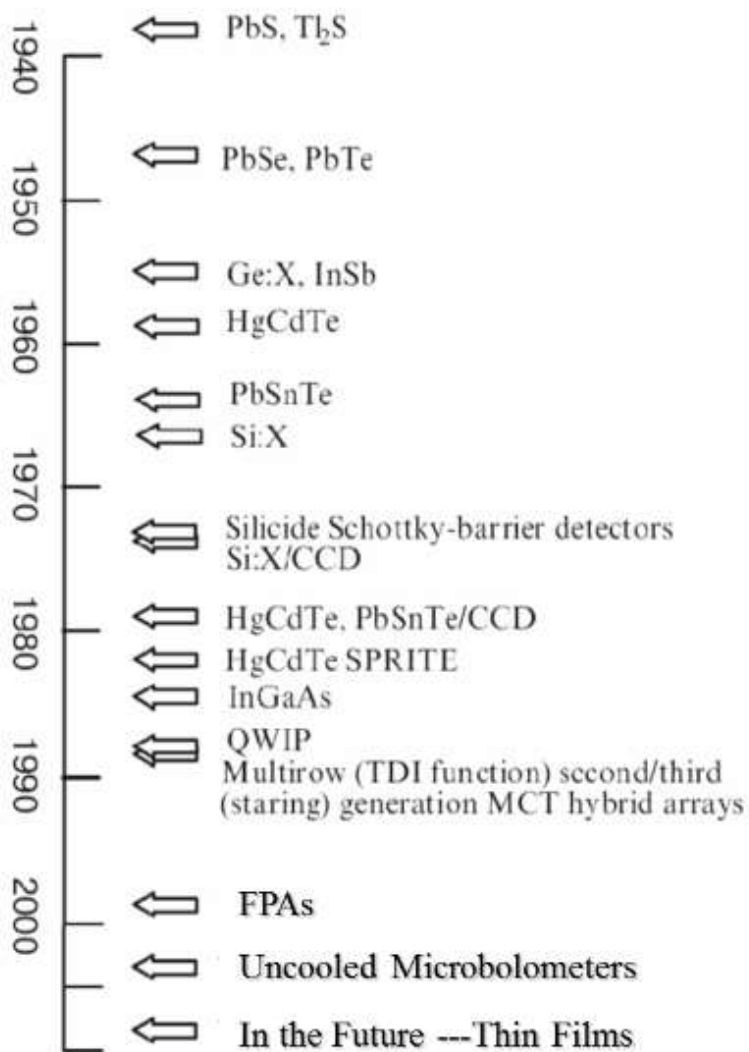 PbS, Tl₂S
1940
PbSe, PbTe
1950
Ge:X, InSb
HgCdTe
1960
PbSnTe
Si:X
1970
Silicide Schottky-barrier detectors
Si:X/CCD
HgCdTe, PbSnTe/CCD
1980
HgCdTe SPRITE
InGaAs
QWIP
Multirow (TDI function) second/third
1990
(staring) generation MCT hybrid arrays
FPAs
2000
Uncooled Microbolometers
In the Future ---Thin Films